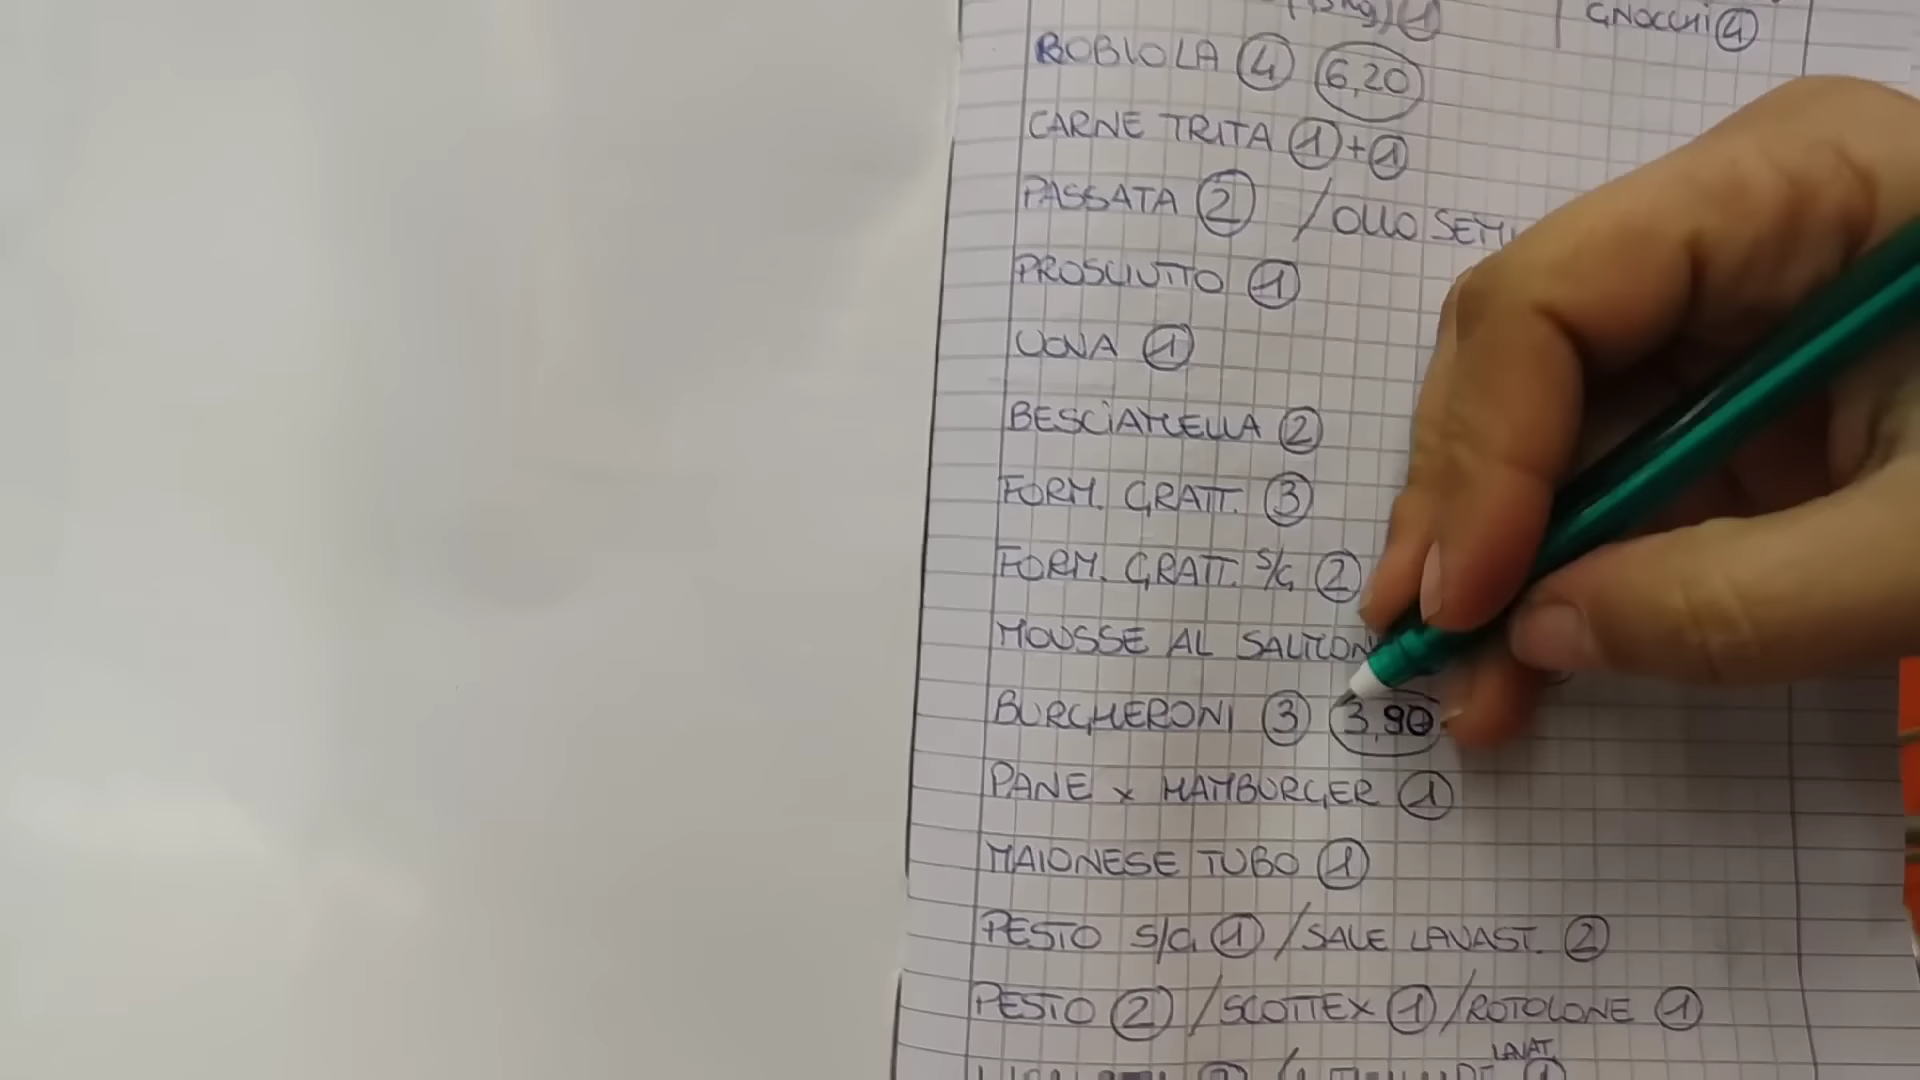 GNOCCHI 4
ROBIOLA 4 6,20
CARNE TRITA 1 + 1
PASSATA 2 / OLIO SEMI
PROSCIUTTO 1
UOVA 1
BESCIAMELLA 2
FORM. GRATT. 3
FORM. GRATT. S/G 2
MOUSSE AL SALMON
BURGHERONI 3 3,90
PANE x HAMBURGER 1
MAIONESE TUBO 1
PESTO S/G 1 / SALE LAVAST. 2
PESTO 2 / SCOTTEX 1 / ROTOLONE 1
LAVAT.